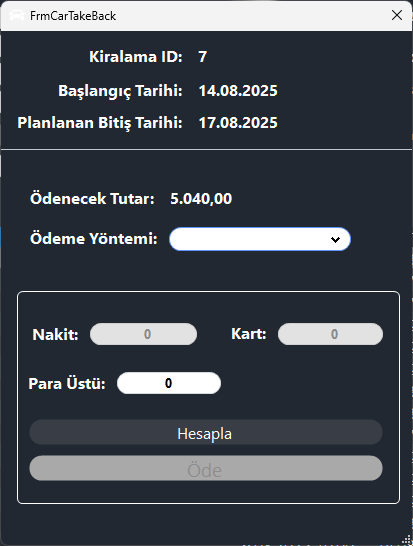 FrmCarTakeBack
Kiralama ID: 7
Başlangıç Tarihi: 14.08.2025
Planlanan Bitiş Tarihi: 17.08.2025
Ödenecek Tutar: 5.040,00
Ödeme Yöntemi:
Nakit: 0 Kart: 0
Para Üstü: 0
Hesapla
Öde